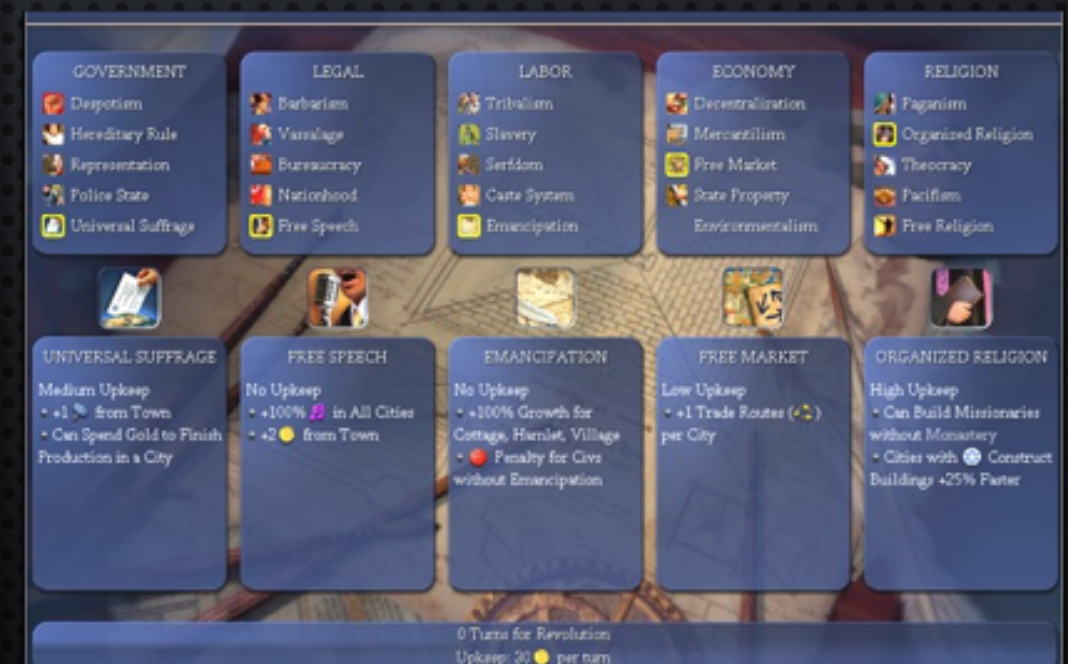 GOVERNMENT
Despotism
Hereditary Rule
Representation
Police State
Universal Suffrage
LEGAL
Barbarism
Vassalage
Bureaucracy
Nationhood
Free Speech
LABOR
Tribalism
Slavery
Serfdom
Caste System
Emancipation
ECONOMY
Decentralization
Mercantilism
Free Market
State Property
Environmentalism
RELIGION
Paganism
Organized Religion
Theocracy
Pacifism
Free Religion
UNIVERSAL SUFFRAGE
Medium Upkeep
• +1 from Town
• Can Spend Gold to Finish
Production in a City
FREE SPEECH
No Upkeep
• +100% in All Cities
• +2 from Town
EMANCIPATION
No Upkeep
• +100% Growth for
Cottage, Hamlet, Village
• Penalty for Civs
without Emancipation
FREE MARKET
Low Upkeep
• +1 Trade Routes ( )
per City
ORGANIZED RELIGION
High Upkeep
• Can Build Missionaries
without Monastery
• Cities with Construct
Buildings +25% Faster
0 Turns for Revolution
Upkeep: 30 per turn